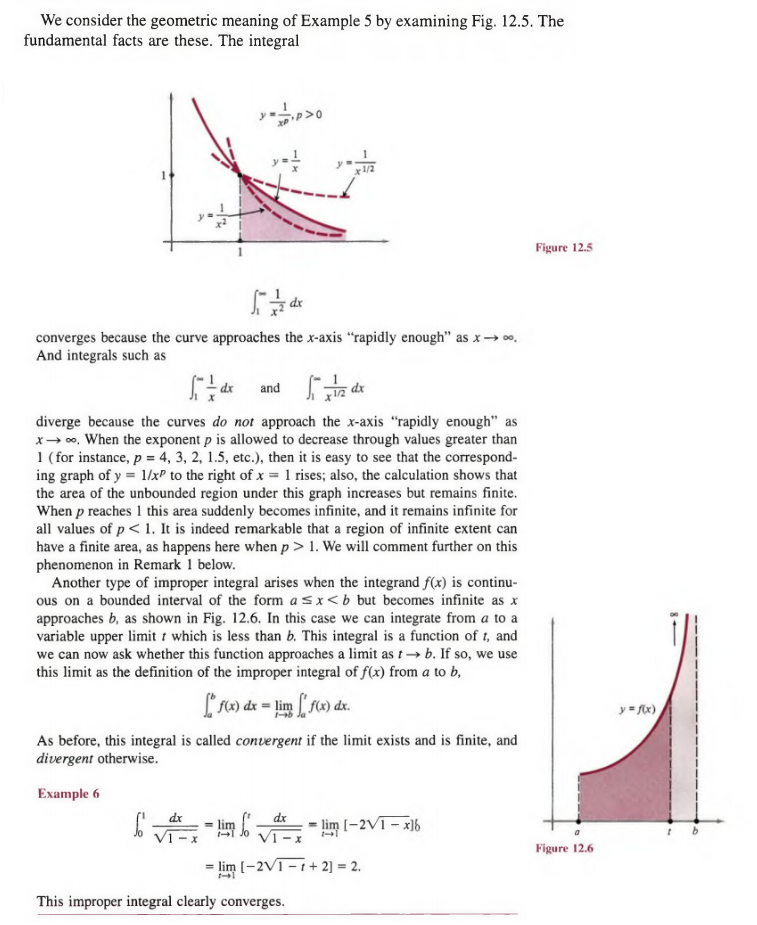 We consider the geometric meaning of Example 5 by examining Fig. 12.5. The
fundamental facts are these. The integral
y = 1/x^p, p > 0
y = 1/x
y = 1/x^{1/2}
1
y = 1/x^2
1
Figure 12.5
∫_1^∞ 1/x^2 dx
converges because the curve approaches the x-axis “rapidly enough” as x → ∞.
And integrals such as
∫_1^∞ 1/x dx and ∫_1^∞ 1/x^{1/2} dx
diverge because the curves do not approach the x-axis “rapidly enough” as
x → ∞. When the exponent p is allowed to decrease through values greater than
1 (for instance, p = 4, 3, 2, 1.5, etc.), then it is easy to see that the correspond-
ing graph of y = 1/x^p to the right of x = 1 rises; also, the calculation shows that
the area of the unbounded region under this graph increases but remains finite.
When p reaches 1 this area suddenly becomes infinite, and it remains infinite for
all values of p < 1. It is indeed remarkable that a region of infinite extent can
have a finite area, as happens here when p > 1. We will comment further on this
phenomenon in Remark 1 below.
Another type of improper integral arises when the integrand f(x) is continu-
ous on a bounded interval of the form a ≤ x < b but becomes infinite as x
approaches b, as shown in Fig. 12.6. In this case we can integrate from a to a
variable upper limit t which is less than b. This integral is a function of t, and
we can now ask whether this function approaches a limit as t → b. If so, we use
this limit as the definition of the improper integral of f(x) from a to b,
∫_a^b f(x) dx = lim_{t→b} ∫_a^t f(x) dx.
As before, this integral is called convergent if the limit exists and is finite, and
divergent otherwise.
∞
y = f(x)
a t b
Figure 12.6
Example 6
∫_0^1 dx/√(1 − x) = lim_{t→1} ∫_0^t dx/√(1 − x) = lim_{t→1} [−2√(1 − x)]_0^t
= lim_{t→1} [−2√(1 − t) + 2] = 2.
This improper integral clearly converges.